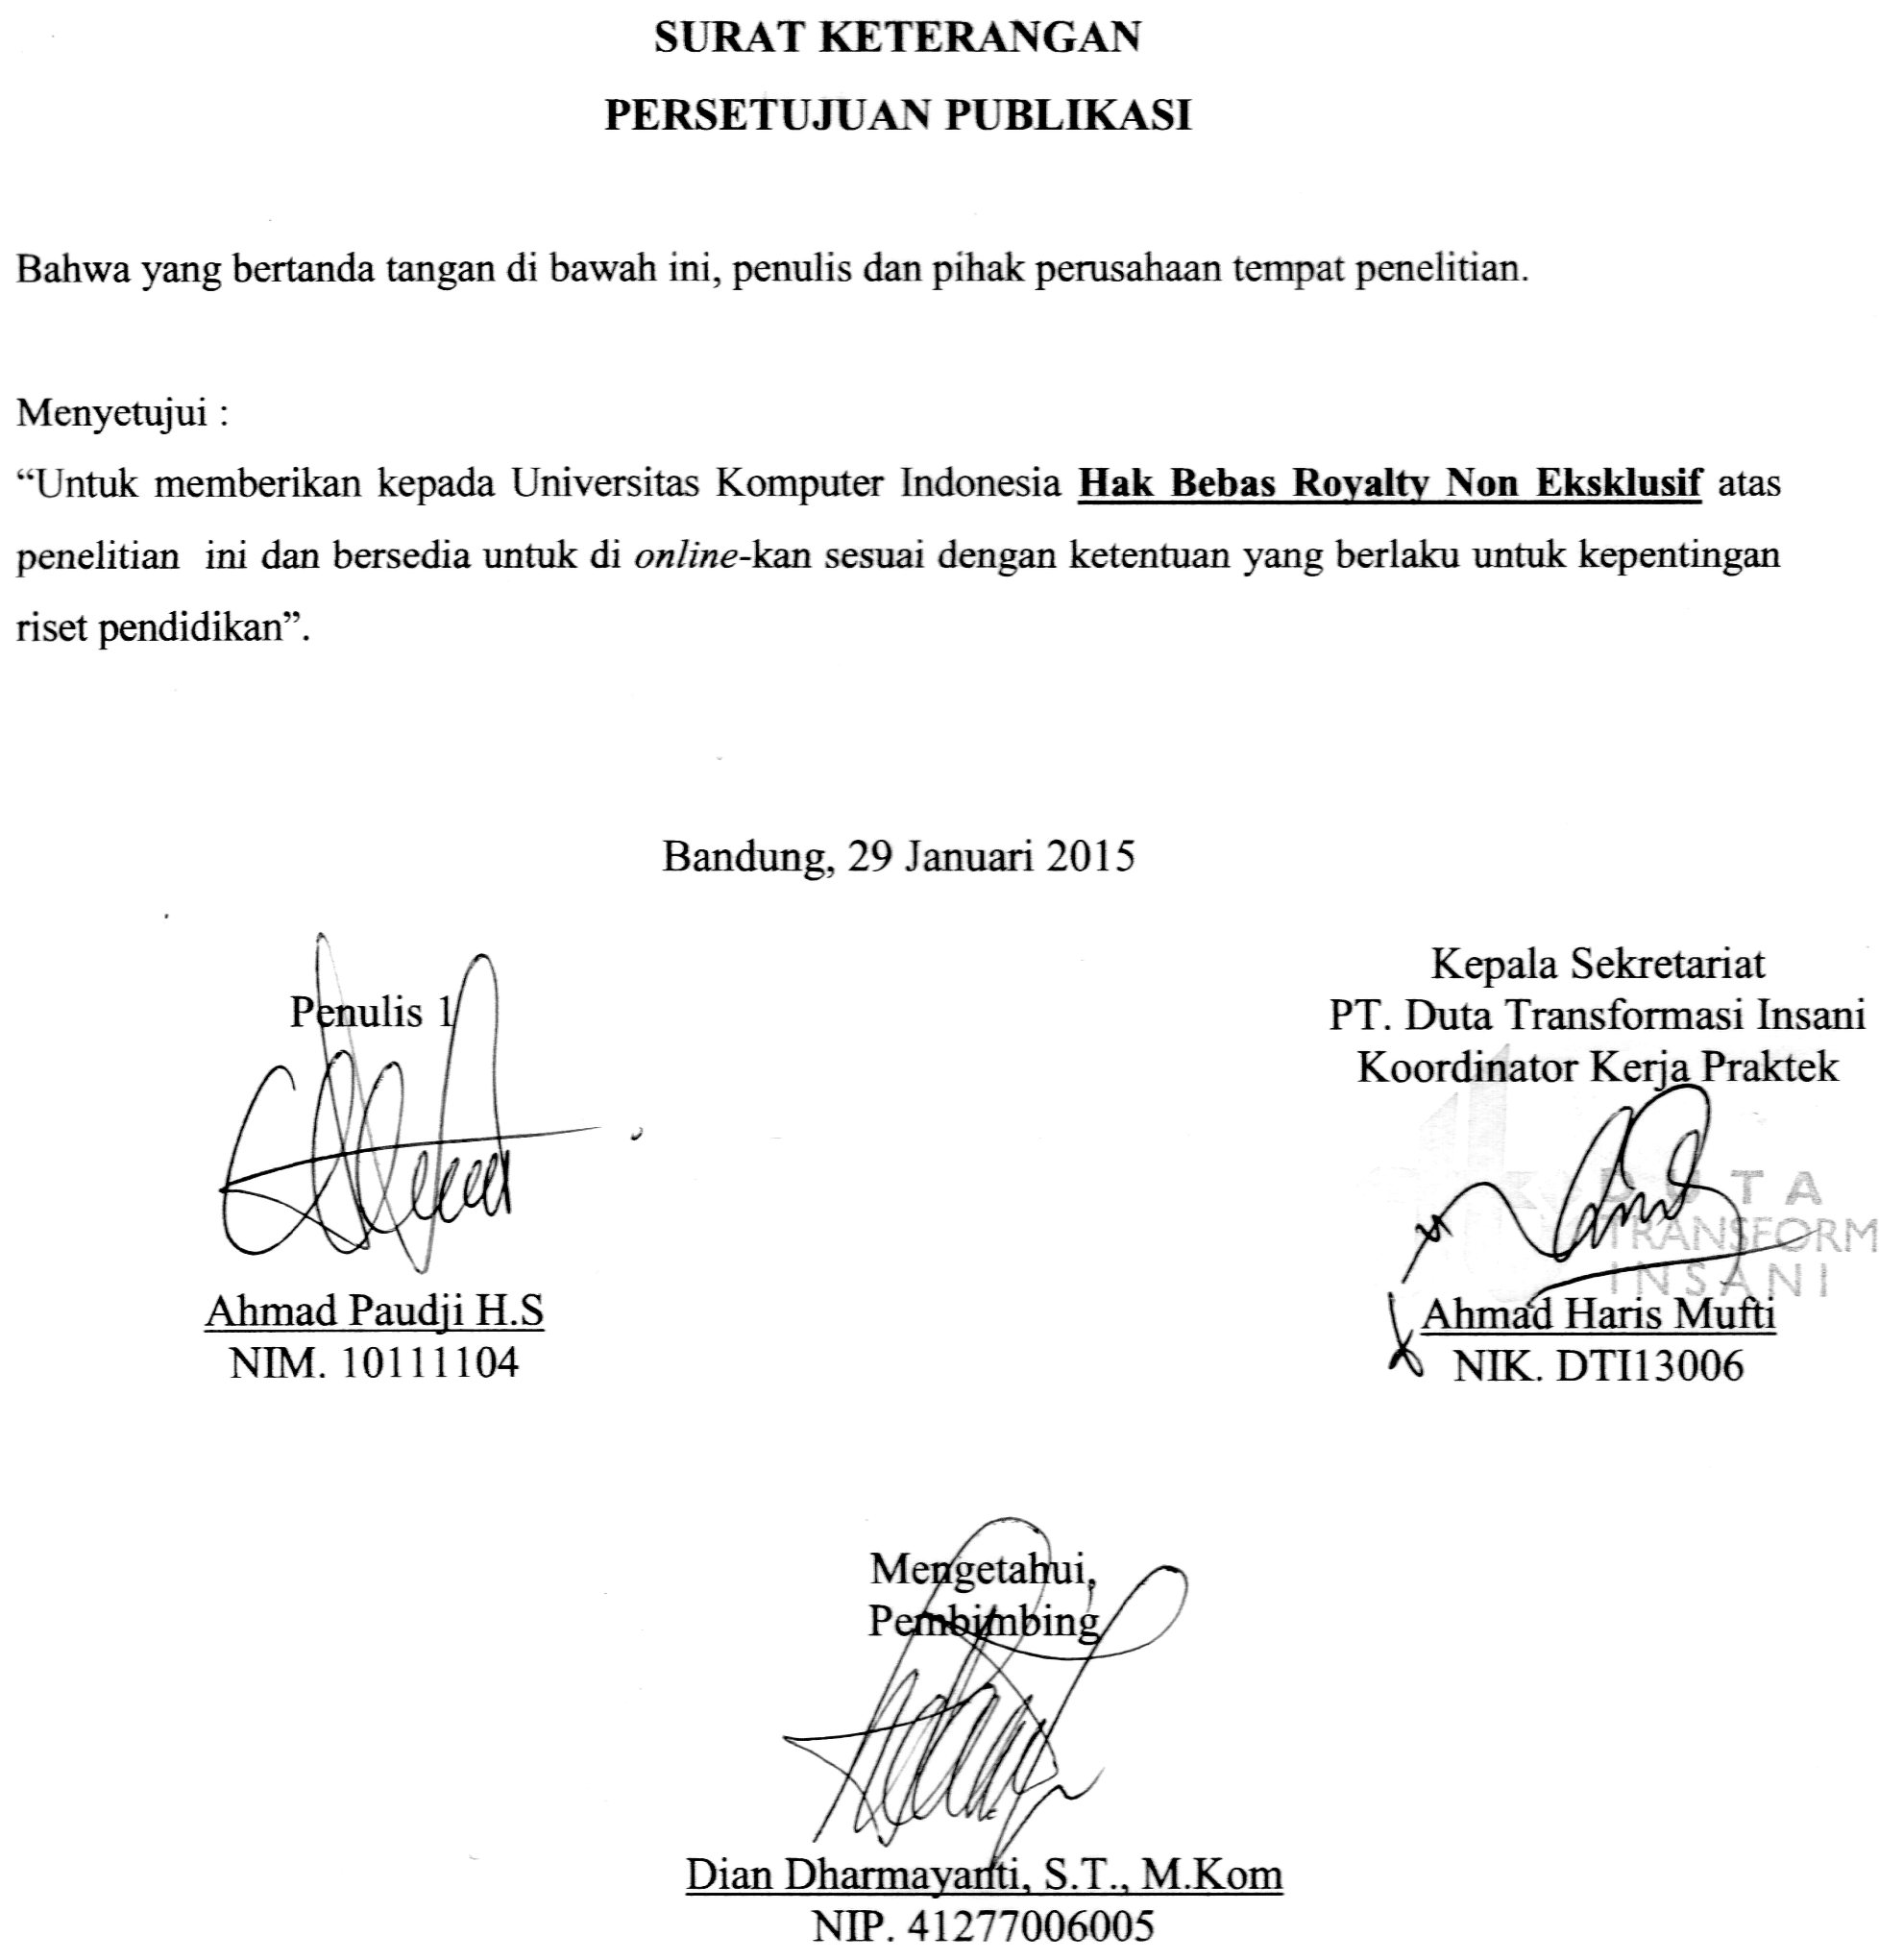 SURAT KETERANGAN
PERSETUJUAN PUBLIKASI
Bahwa yang bertanda tangan di bawah ini, penulis dan pihak perusahaan tempat penelitian.
Menyetujui :
“Untuk memberikan kepada Universitas Komputer Indonesia Hak Bebas Royalty Non Eksklusif atas
penelitian ini dan bersedia untuk di online-kan sesuai dengan ketentuan yang berlaku untuk kepentingan
riset pendidikan”.
Bandung, 29 Januari 2015
Penulis 1
Ahmad Paudji H.S
NIM. 10111104
Kepala Sekretariat
PT. Duta Transformasi Insani
Koordinator Kerja Praktek
DUTA
TRANSFORM
INSANI
Ahmad Haris Mufti
NIK. DTI13006
Mengetahui,
Pembimbing
Dian Dharmayanti, S.T., M.Kom
NIP. 41277006005